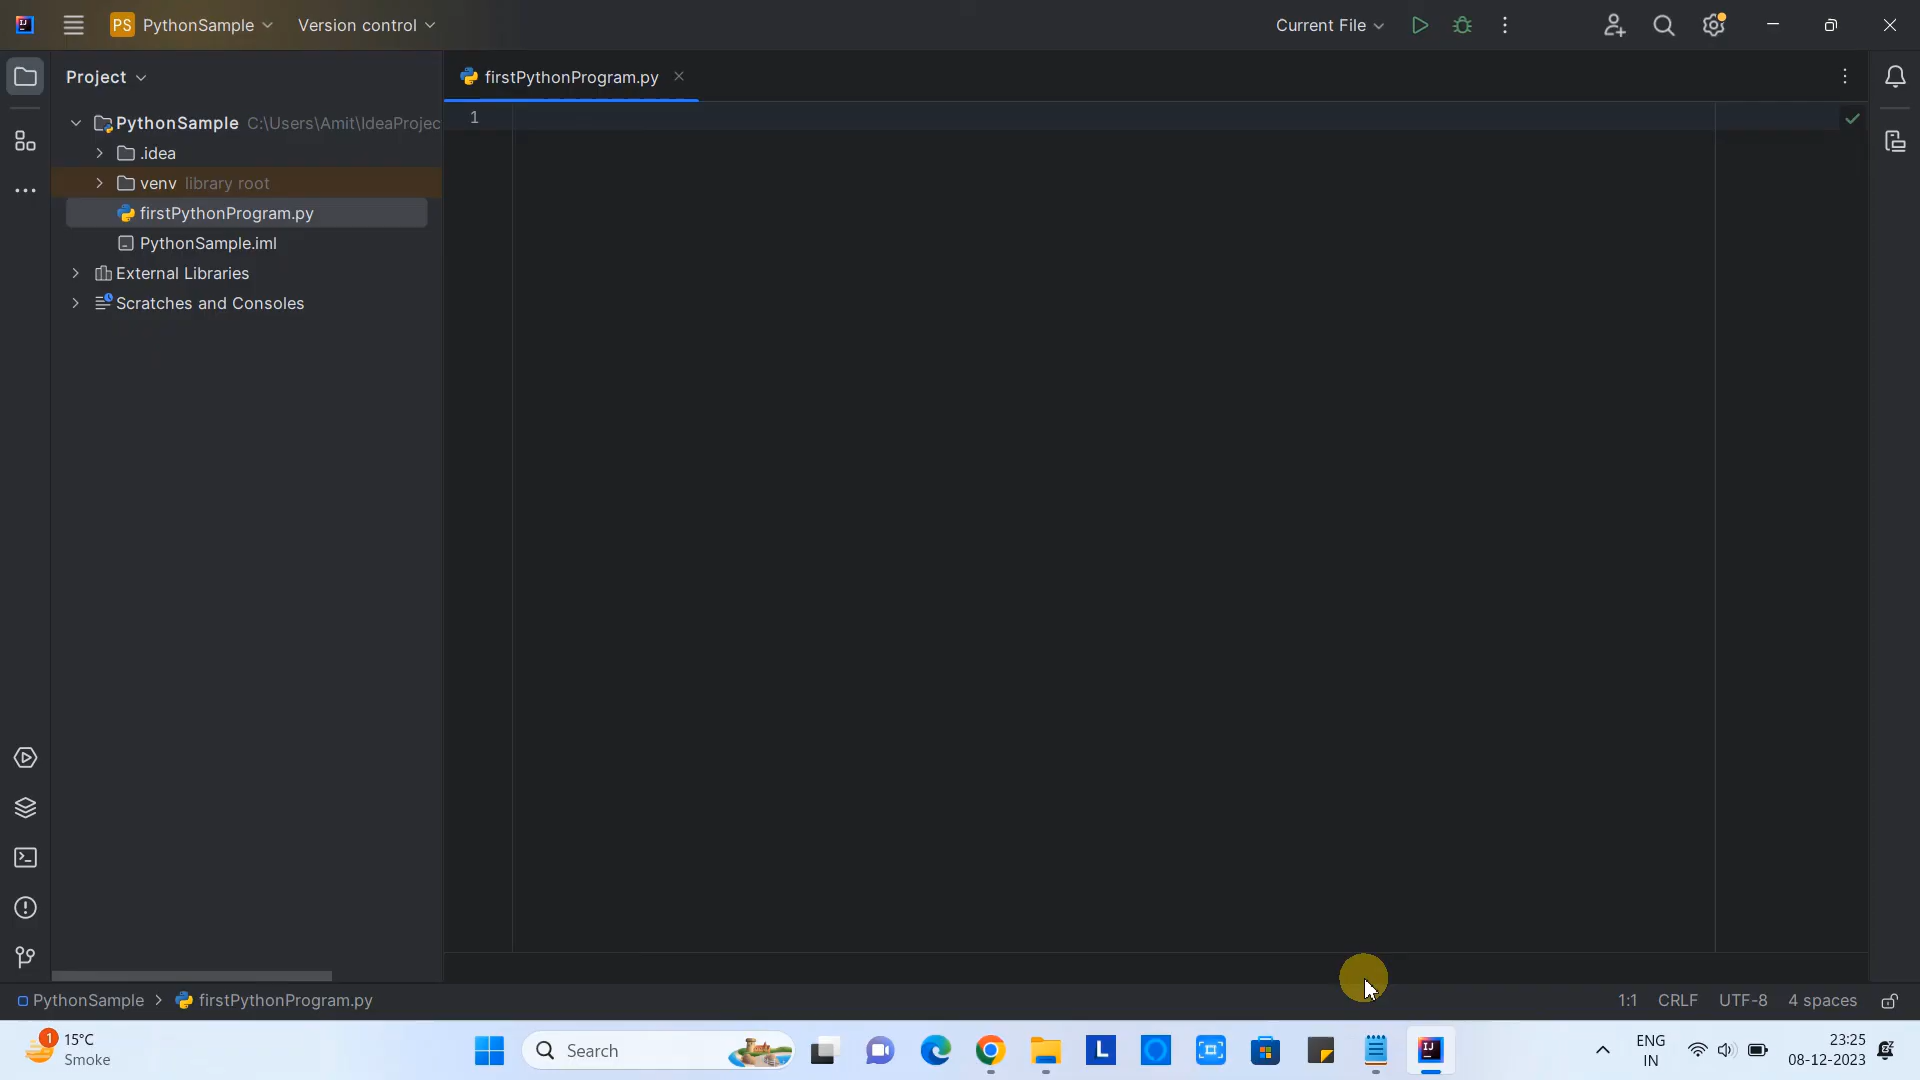 PS PythonSample Version control Current File
Project
firstPythonProgram.py
PythonSample C:\Users\Amit\IdeaProjec
1
.idea
venv library root
firstPythonProgram.py
PythonSample.iml
External Libraries
Scratches and Consoles
PythonSample > firstPythonProgram.py 1:1 CRLF UTF-8 4 spaces
1 15°C
Smoke
Search
L
ENG
IN
23:25
08-12-2023